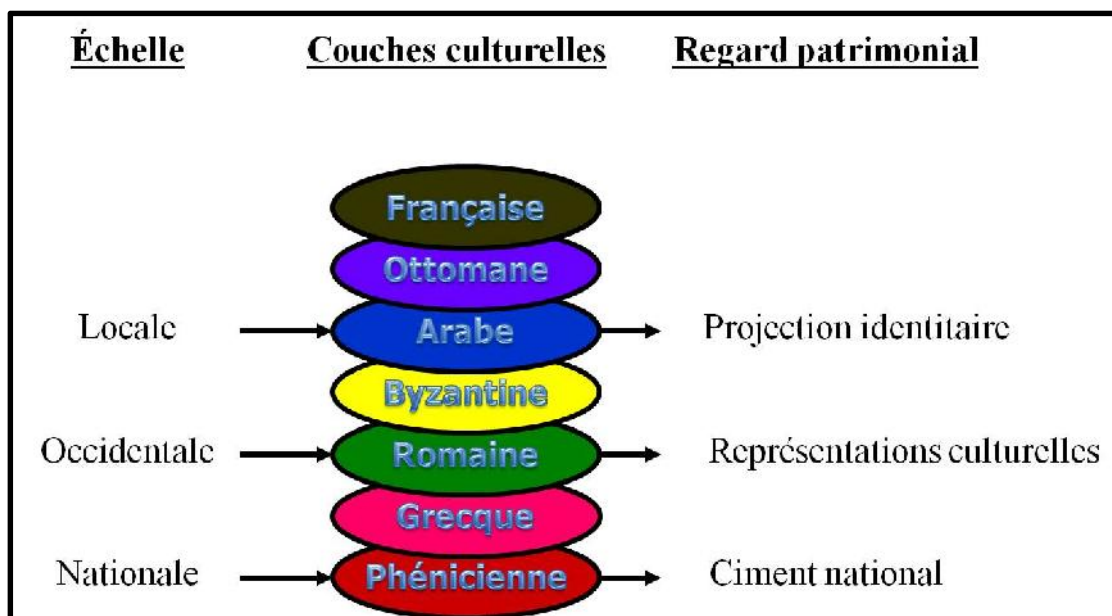 Échelle Couches culturelles Regard patrimonial
Française
Ottomane
Locale Arabe Projection identitaire
Byzantine
Occidentale Romaine Représentations culturelles
Grecque
Nationale Phénicienne Ciment national